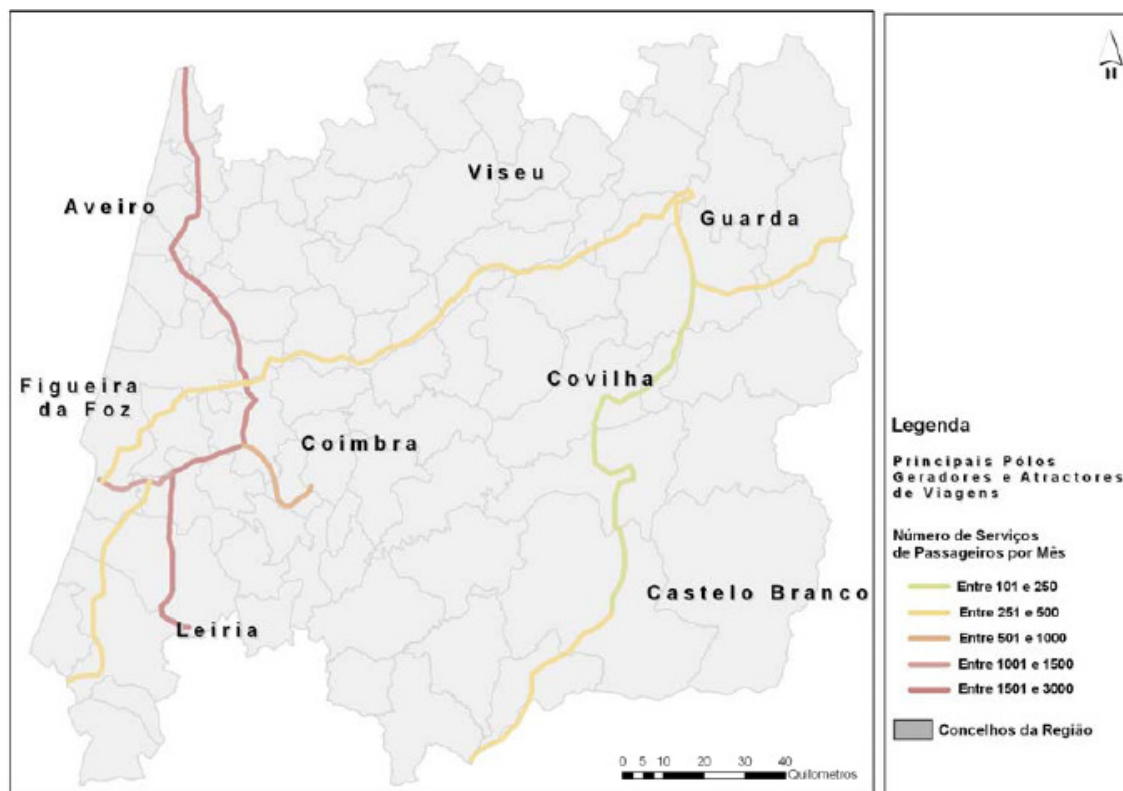 Viseu
Aveiro
Guarda
Figueira
da Foz
Covilha
Coimbra
Castelo Branco
Leiria
0 5 10 20 30 40
Quilometros
N
Legenda
Principais Pólos
Geradores e Atractores
de Viagens
Número de Serviços
de Passageiros por Mês
Entre 101 e 250
Entre 251 e 500
Entre 501 e 1000
Entre 1001 e 1500
Entre 1501 e 3000
Concelhos da Região